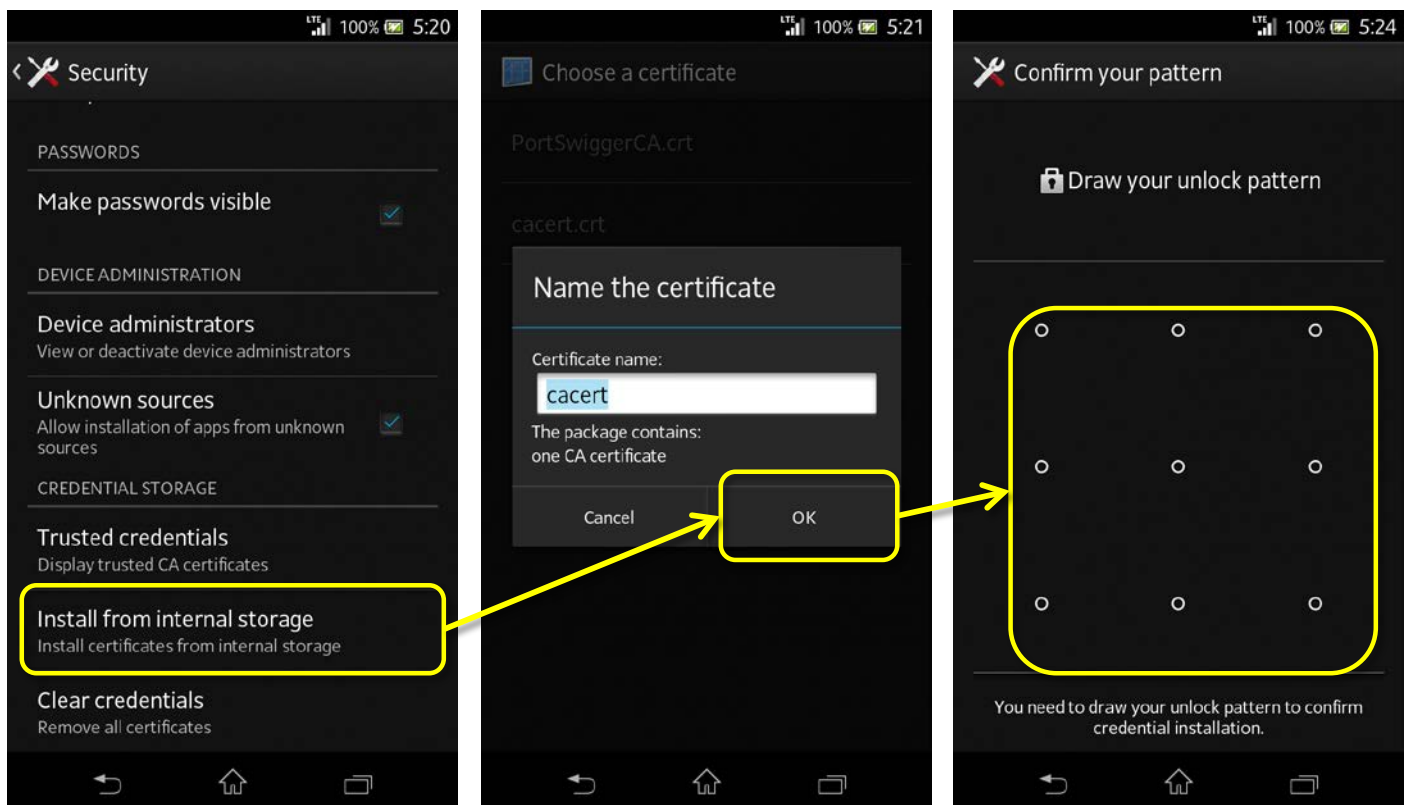 LTE 100% 5:20
Security
PASSWORDS
Make passwords visible
DEVICE ADMINISTRATION
Device administrators
View or deactivate device administrators
Unknown sources
Allow installation of apps from unknown
sources
CREDENTIAL STORAGE
Trusted credentials
Display trusted CA certificates
Install from internal storage
Install certificates from internal storage
Clear credentials
Remove all certificates
LTE 100% 5:21
Choose a certificate
PortSwiggerCA.crt
cacert.crt
Name the certificate
Certificate name:
cacert
The package contains:
one CA certificate
Cancel OK
LTE 100% 5:24
Confirm your pattern
Draw your unlock pattern
You need to draw your unlock pattern to confirm
credential installation.